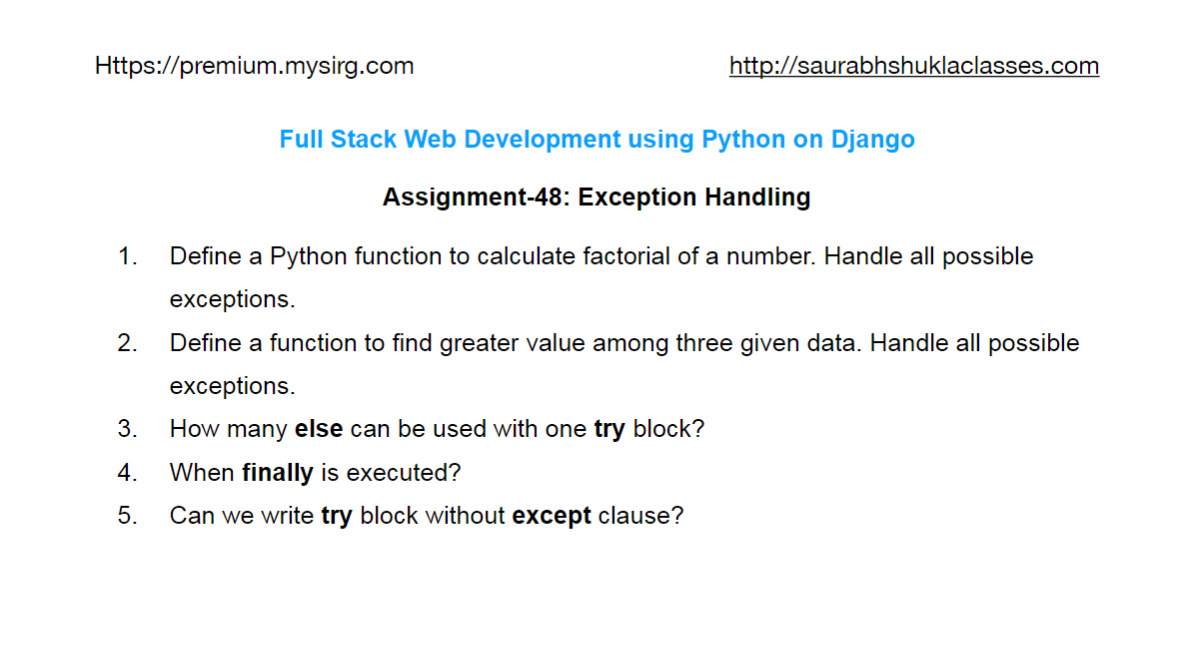 Https://premium.mysirg.com http://saurabhshuklaclasses.com
Full Stack Web Development using Python on Django
Assignment-48: Exception Handling
1. Define a Python function to calculate factorial of a number. Handle all possible
exceptions.
2. Define a function to find greater value among three given data. Handle all possible
exceptions.
3. How many else can be used with one try block?
4. When finally is executed?
5. Can we write try block without except clause?